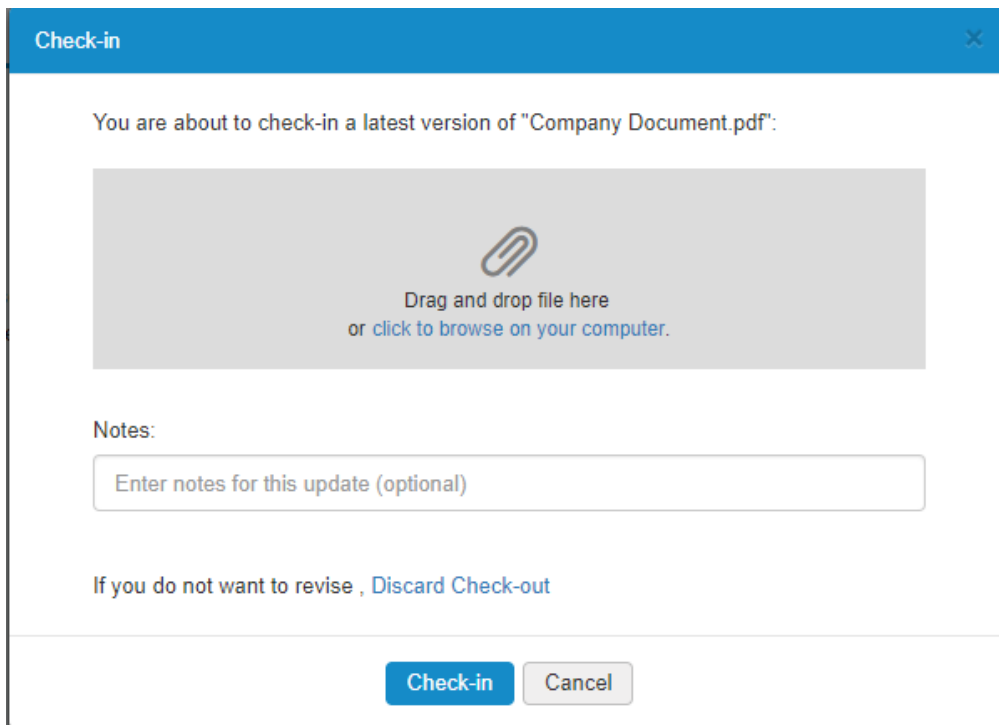 Check-in
You are about to check-in a latest version of "Company Document.pdf":
Drag and drop file here
or click to browse on your computer.
Notes:
Enter notes for this update (optional)
If you do not want to revise , Discard Check-out
Check-in Cancel